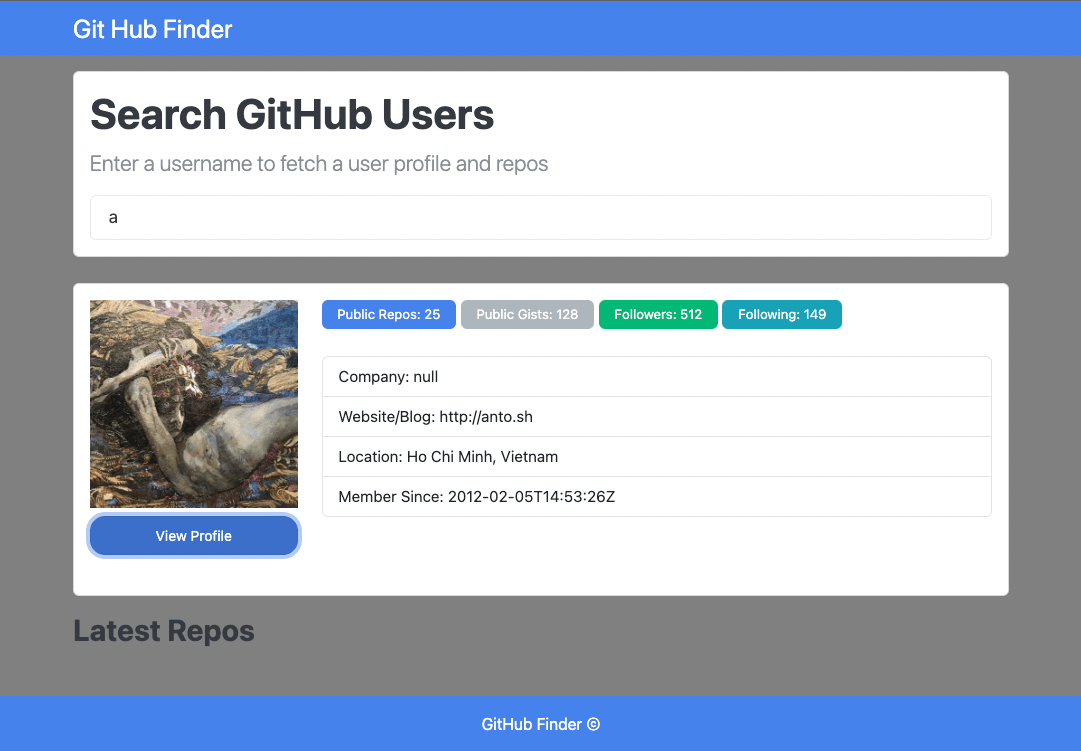 Git Hub Finder
Search GitHub Users
Enter a username to fetch a user profile and repos
a
Public Repos: 25 Public Gists: 128 Followers: 512 Following: 149
Company: null
Website/Blog: http://anto.sh
Location: Ho Chi Minh, Vietnam
Member Since: 2012-02-05T14:53:26Z
View Profile
Latest Repos
GitHub Finder ©